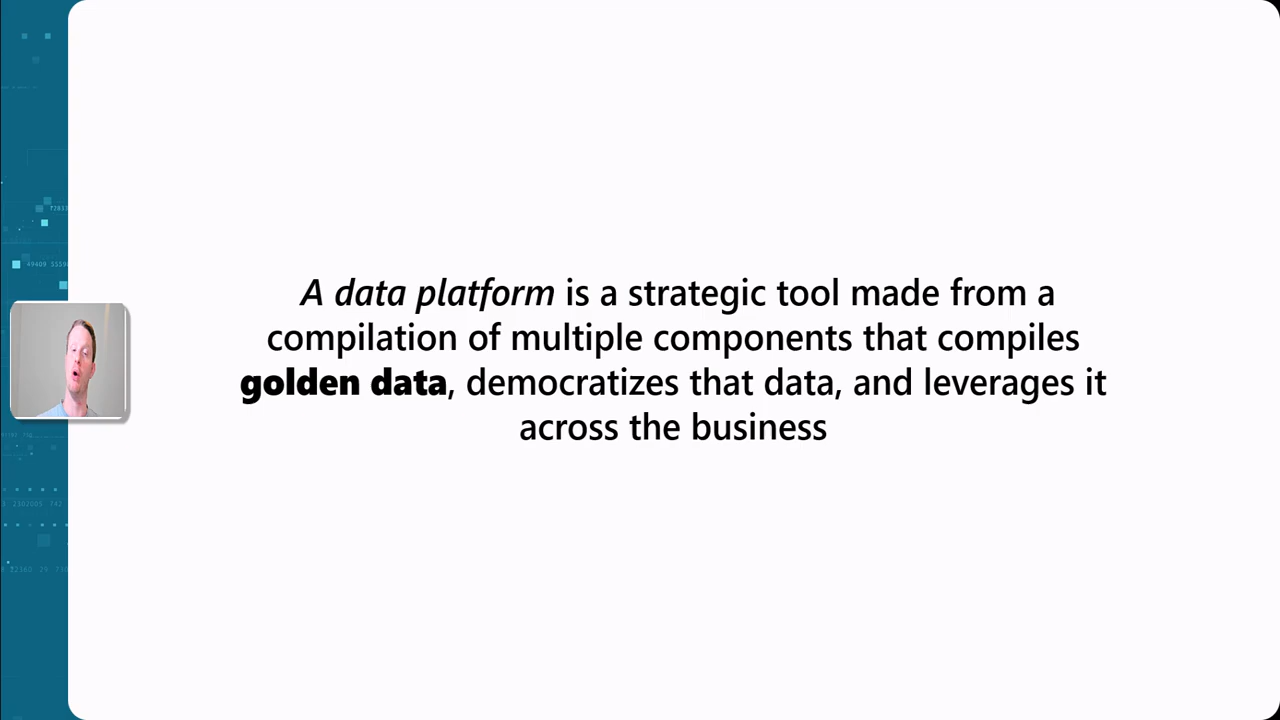 A data platform is a strategic tool made from a
compilation of multiple components that compiles
golden data, democratizes that data, and leverages it
across the business